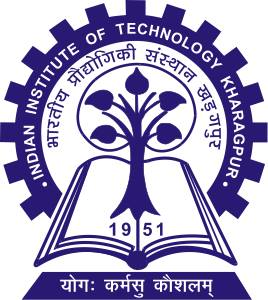 • INDIAN INSTITUTE OF TECHNOLOGY KHARAGPUR •
भारतीय प्रौद्योगिकी संस्थान खड़गपुर
1951
योगः कर्मसु कौशलम्